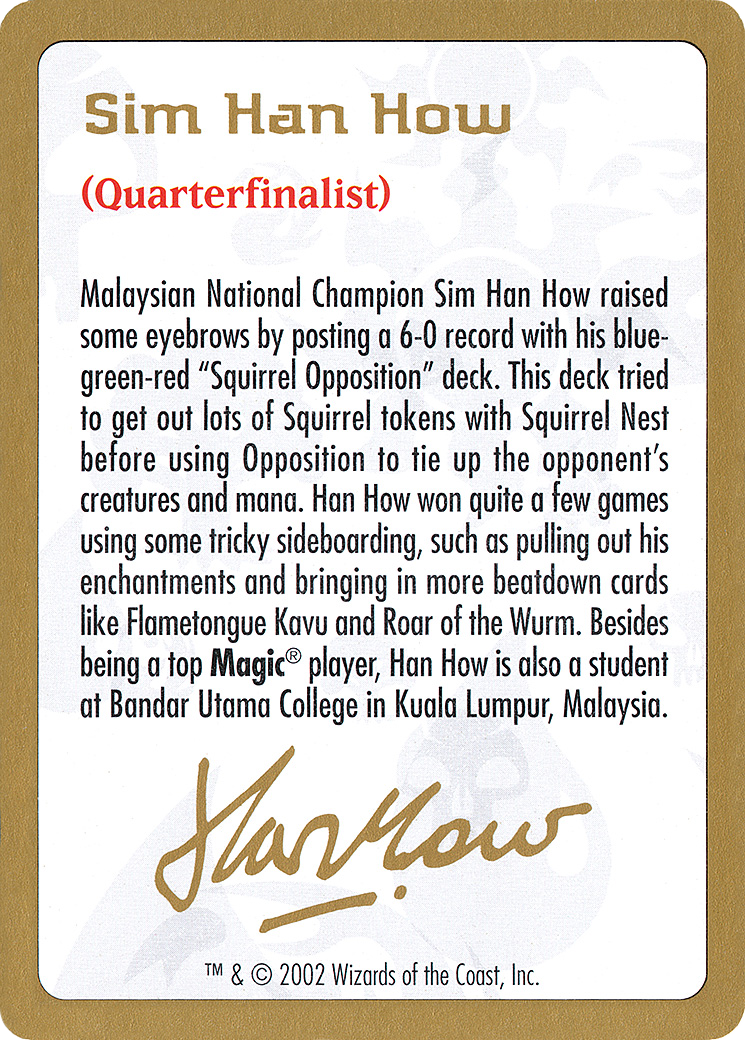 Sim Han How
(Quarterfinalist)
Malaysian National Champion Sim Han How raised
some eyebrows by posting a 6-0 record with his blue-
green-red “Squirrel Opposition” deck. This deck tried
to get out lots of Squirrel tokens with Squirrel Nest
before using Opposition to tie up the opponent’s
creatures and mana. Han How won quite a few games
using some tricky sideboarding, such as pulling out his
enchantments and bringing in more beatdown cards
like Flametongue Kavu and Roar of the Wurm. Besides
being a top Magic® player, Han How is also a student
at Bandar Utama College in Kuala Lumpur, Malaysia.
Han How
™ & © 2002 Wizards of the Coast, Inc.